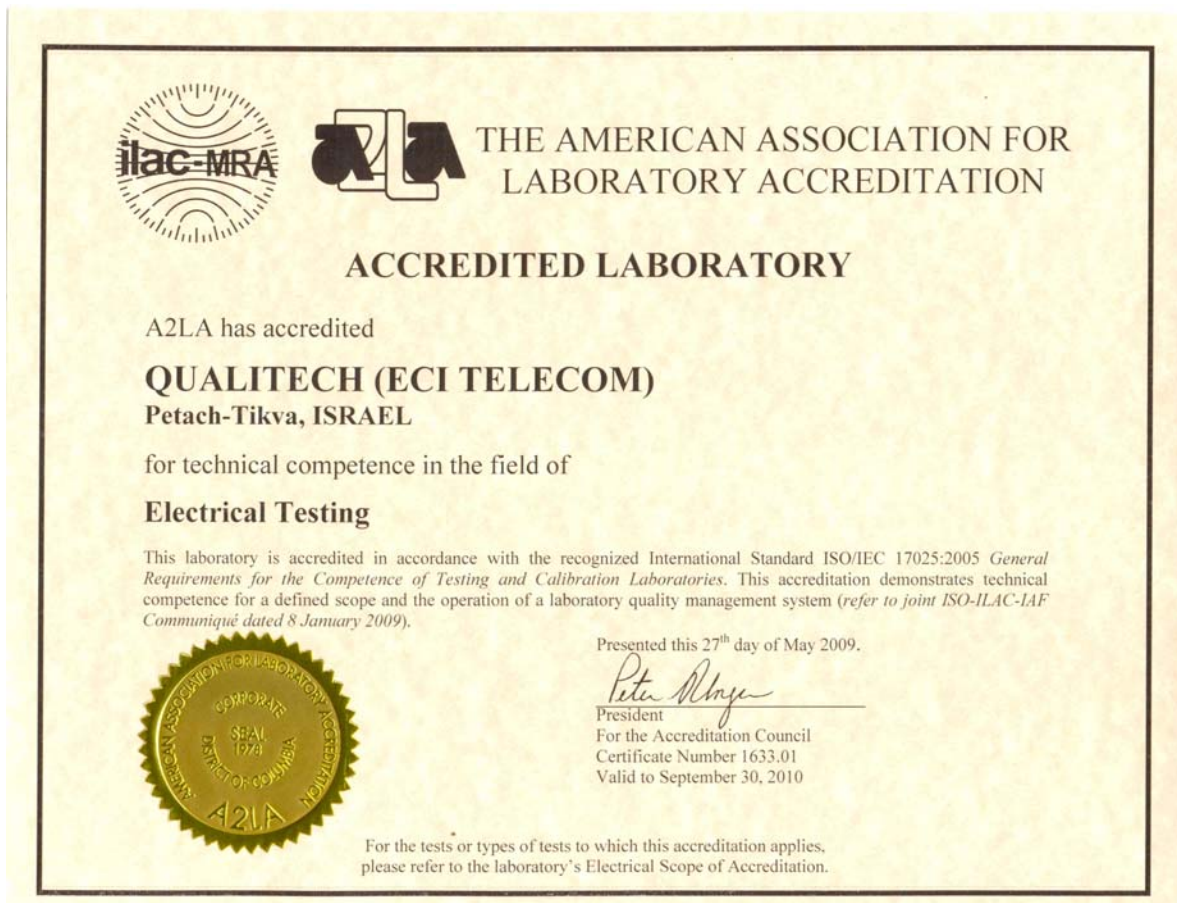 ilac-MRA
A2LA
THE AMERICAN ASSOCIATION FOR
LABORATORY ACCREDITATION
ACCREDITED LABORATORY
A2LA has accredited
QUALITECH (ECI TELECOM)
Petach-Tikva, ISRAEL
for technical competence in the field of
Electrical Testing
This laboratory is accredited in accordance with the recognized International Standard ISO/IEC 17025:2005 General
Requirements for the Competence of Testing and Calibration Laboratories. This accreditation demonstrates technical
competence for a defined scope and the operation of a laboratory quality management system (refer to joint ISO-ILAC-IAF
Communiqué dated 8 January 2009).
Presented this 27th day of May 2009.
Peter Unger
President
For the Accreditation Council
Certificate Number 1633.01
Valid to September 30, 2010
AMERICAN ASSOCIATION FOR LABORATORY ACCREDITATION
CORPORATE
SEAL
1978
DISTRICT OF COLUMBIA
A2LA
For the tests or types of tests to which this accreditation applies,
please refer to the laboratory's Electrical Scope of Accreditation.